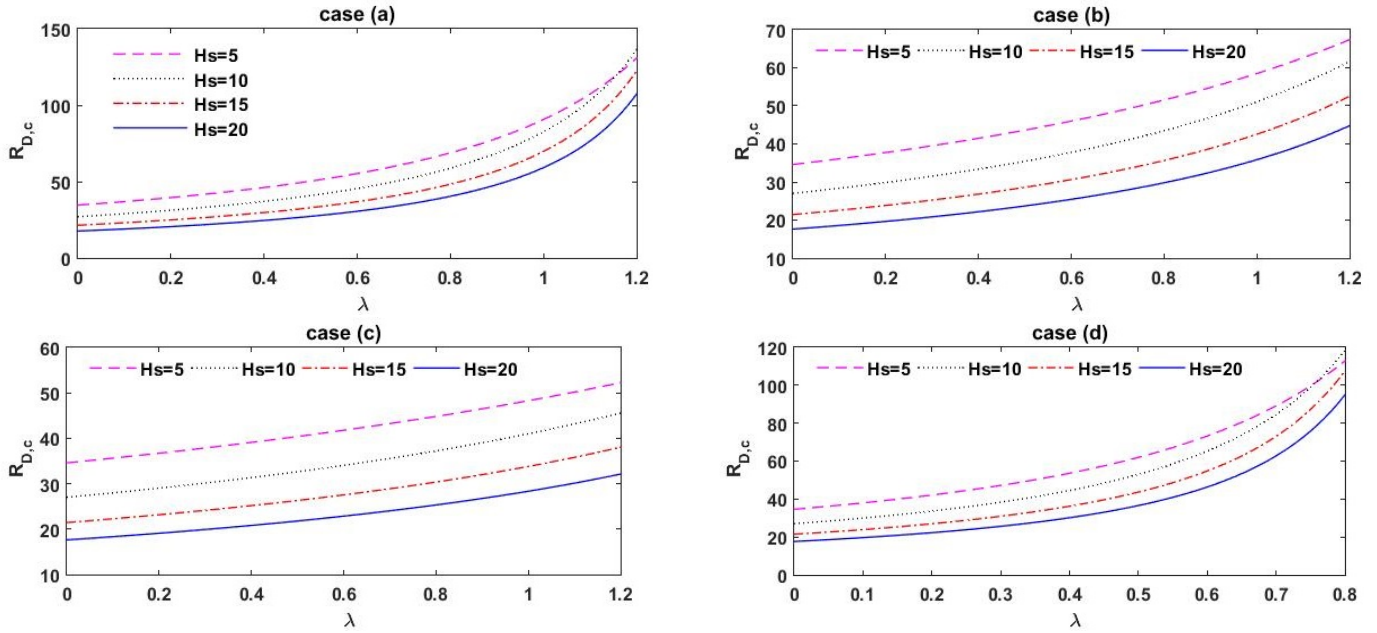 case (a)
150
100
50
0
R_D,c
Hs=5
Hs=10
Hs=15
Hs=20
0 0.2 0.4 0.6 0.8 1 1.2
λ
case (b)
70
60
50
40
30
20
10
R_D,c
Hs=5 Hs=10 Hs=15 Hs=20
0 0.2 0.4 0.6 0.8 1 1.2
λ
case (c)
60
50
40
30
20
10
R_D,c
Hs=5 Hs=10 Hs=15 Hs=20
0 0.2 0.4 0.6 0.8 1 1.2
λ
case (d)
120
100
80
60
40
20
0
R_D,c
Hs=5 Hs=10 Hs=15 Hs=20
0 0.1 0.2 0.3 0.4 0.5 0.6 0.7 0.8
λ